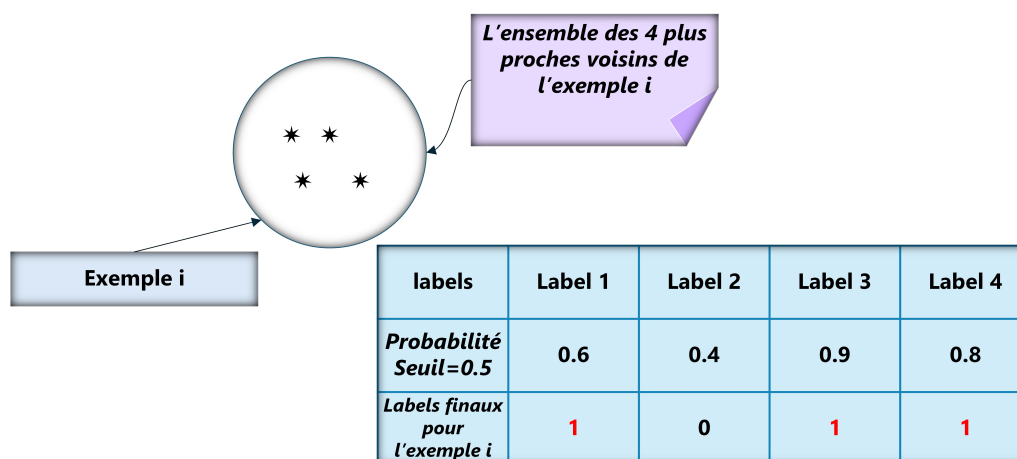 L'ensemble des 4 plus
proches voisins de
l'exemple i
Exemple i
labels Label 1 Label 2 Label 3 Label 4
Probabilité
Seuil=0.5 0.6 0.4 0.9 0.8
Labels finaux
pour
l'exemple i 1 0 1 1